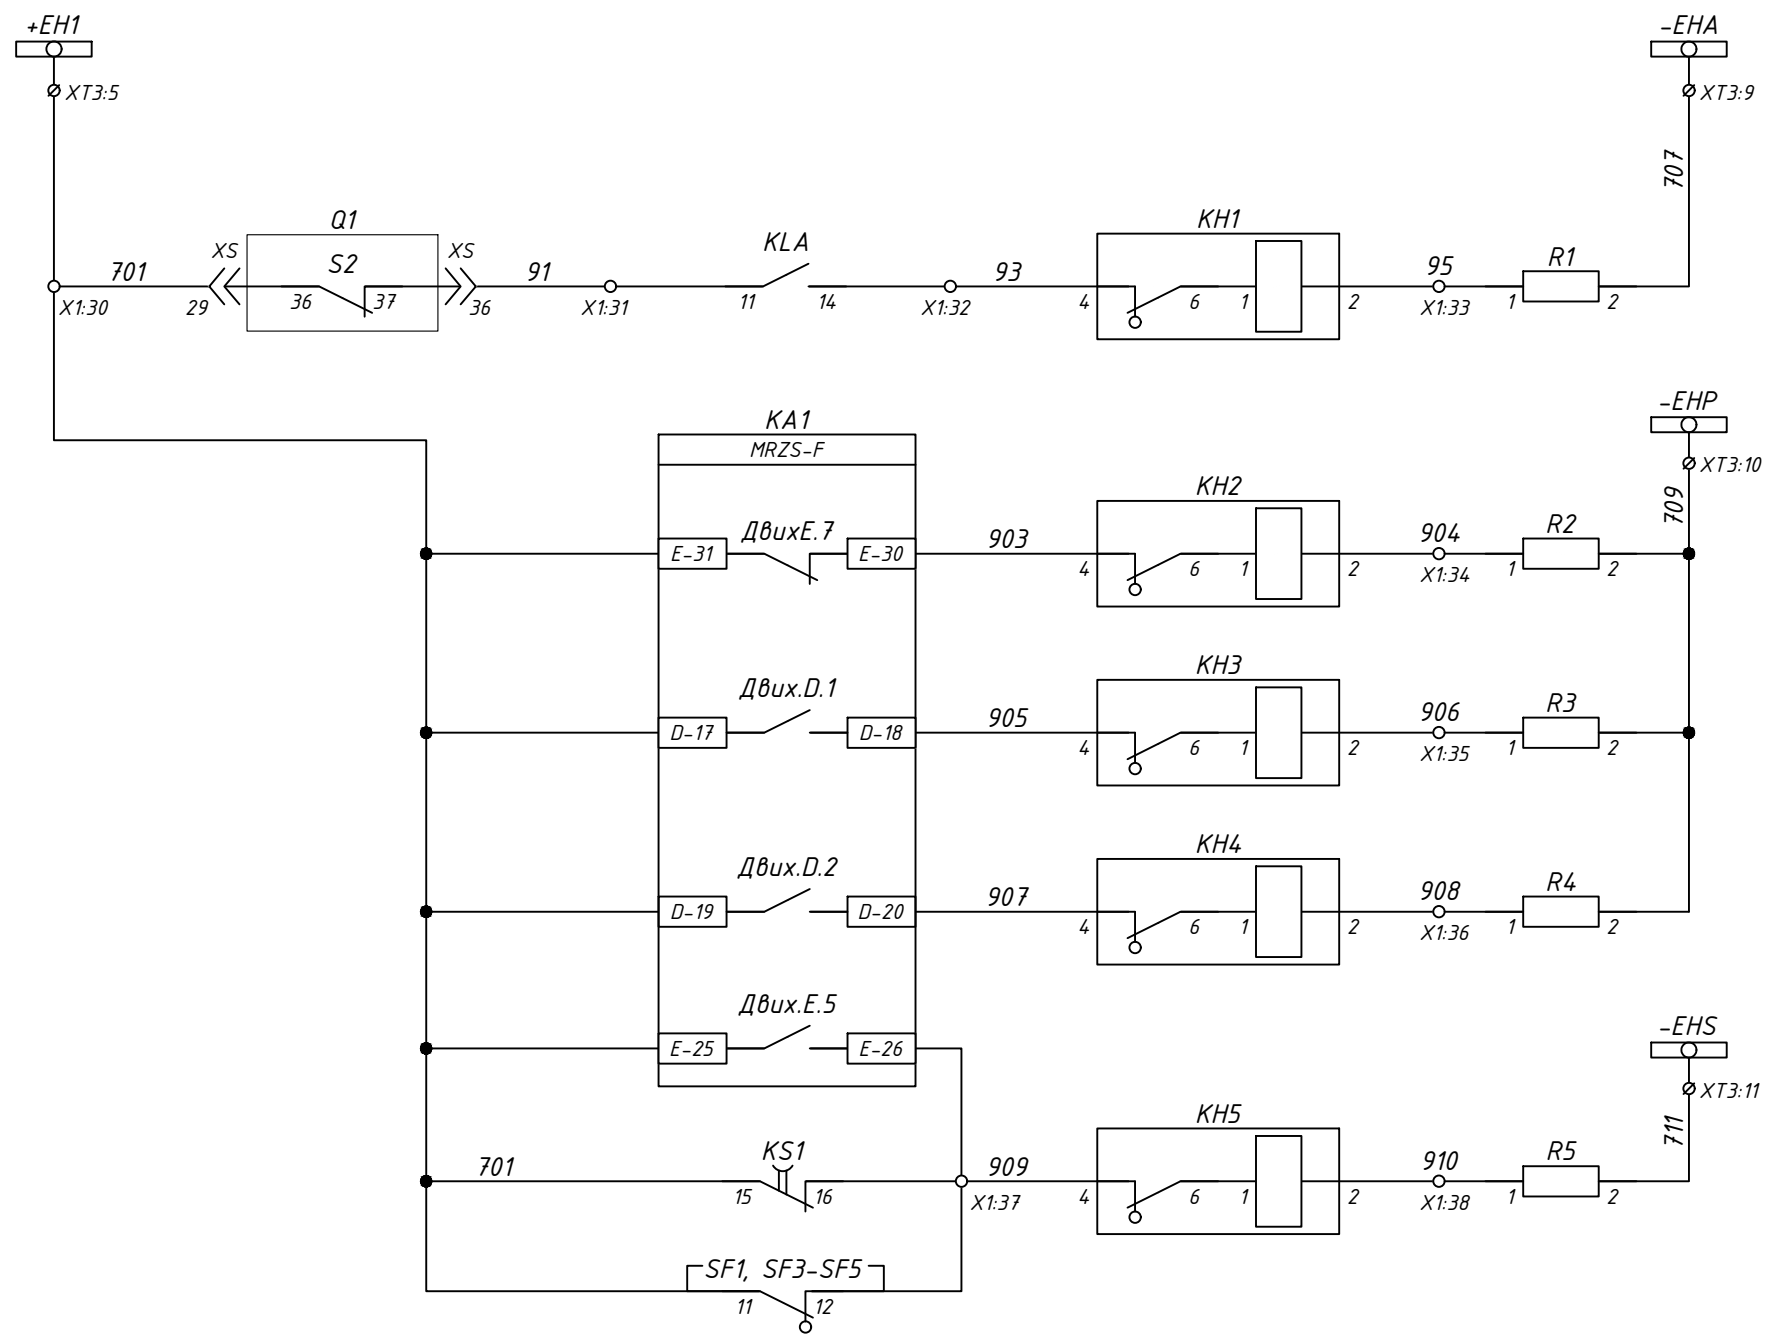 +EH1
-EHA
XT3:5
XT3:9
707
Q1
KLA
KH1
XS
S2
XS
701
91
93
95
R1
29
36
37
36
11
14
4
6
1
2
1
2
X1:30
X1:31
X1:32
X1:33
-EHP
KA1
MRZS-F
XT3:10
709
KH2
ДвихE.7
903
904
R2
E-31
E-30
4
6
1
2
X1:34
1
2
KH3
Двих.D.1
905
906
R3
D-17
D-18
4
6
1
2
X1:35
1
2
KH4
Двих.D.2
907
908
R4
D-19
D-20
4
6
1
2
X1:36
1
2
Двих.E.5
-EHS
E-25
E-26
XT3:11
711
KH5
701
KS1
909
910
R5
15
16
X1:37
4
6
1
2
X1:38
1
2
SF1, SF3-SF5
11
12